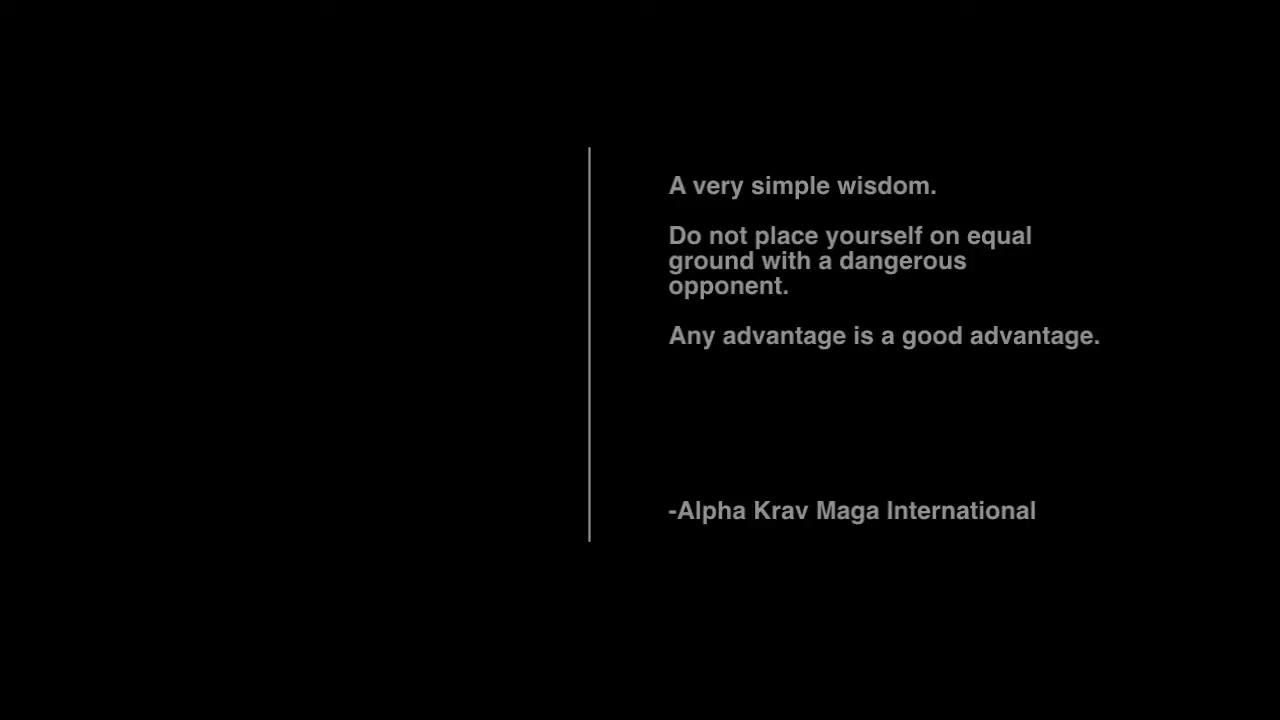 A very simple wisdom.
Do not place yourself on equal
ground with a dangerous
opponent.
Any advantage is a good advantage.
-Alpha Krav Maga International